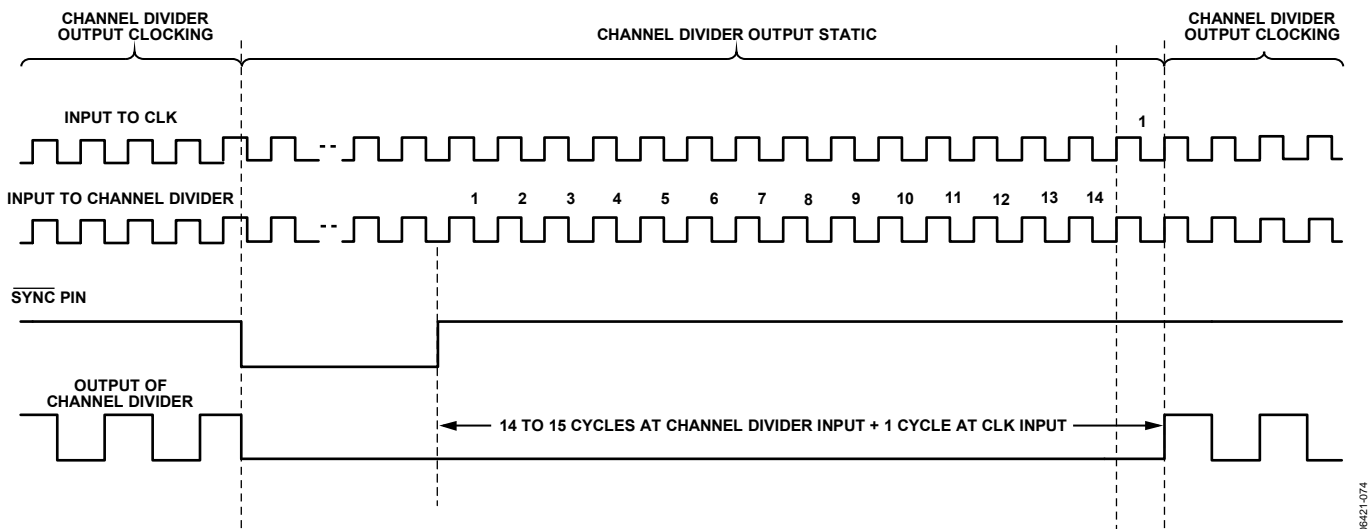 CHANNEL DIVIDER
OUTPUT CLOCKING
CHANNEL DIVIDER OUTPUT STATIC
CHANNEL DIVIDER
OUTPUT CLOCKING
INPUT TO CLK
1
INPUT TO CHANNEL DIVIDER
1 2 3 4 5 6 7 8 9 10 11 12 13 14
SYNC PIN
OUTPUT OF
CHANNEL DIVIDER
14 TO 15 CYCLES AT CHANNEL DIVIDER INPUT + 1 CYCLE AT CLK INPUT
06421-074